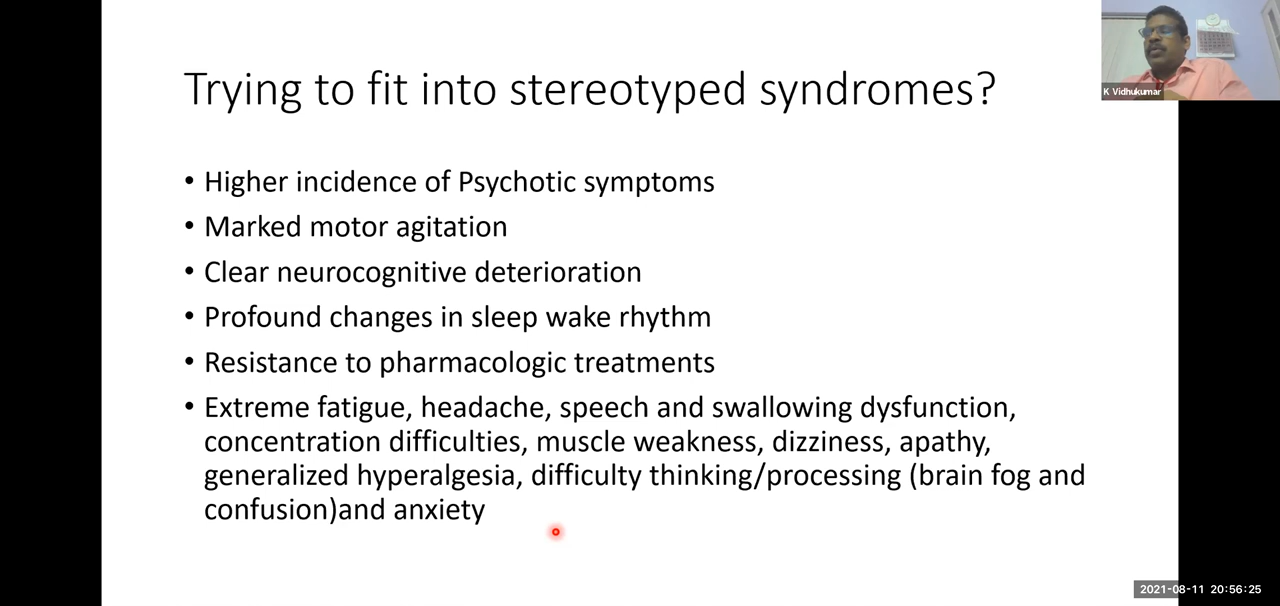 Trying to fit into stereotyped syndromes?
K Vidhukumar
• Higher incidence of Psychotic symptoms
• Marked motor agitation
• Clear neurocognitive deterioration
• Profound changes in sleep wake rhythm
• Resistance to pharmacologic treatments
• Extreme fatigue, headache, speech and swallowing dysfunction,
concentration difficulties, muscle weakness, dizziness, apathy,
generalized hyperalgesia, difficulty thinking/processing (brain fog and
confusion)and anxiety
2021-08-11 20:56:25